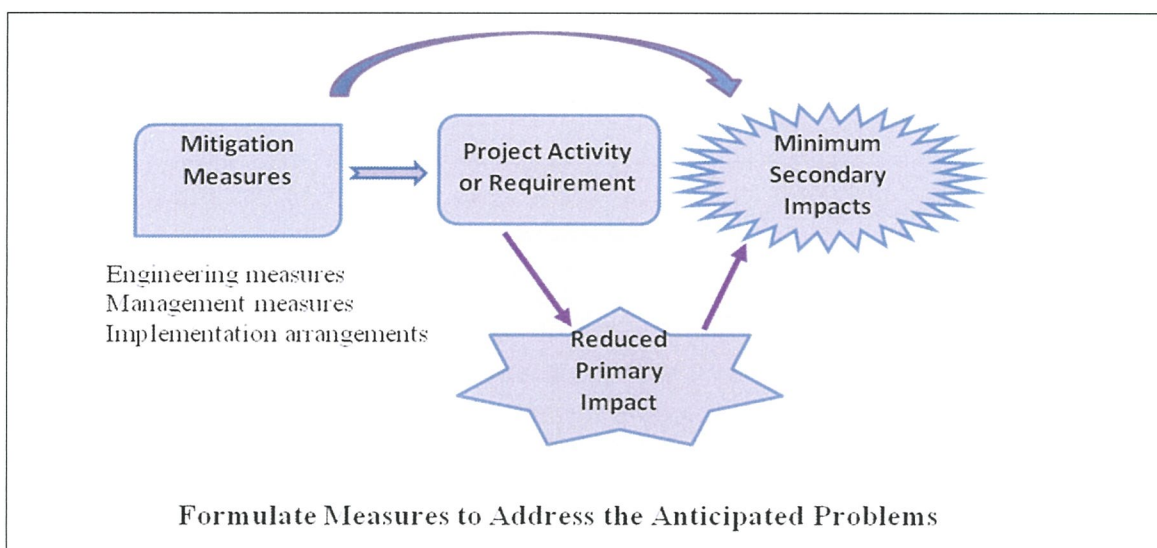 Mitigation
Measures
Project Activity
or Requirement
Minimum
Secondary
Impacts
Engineering measures
Management measures
Implementation arrangements
Reduced
Primary
Impact
Formulate Measures to Address the Anticipated Problems